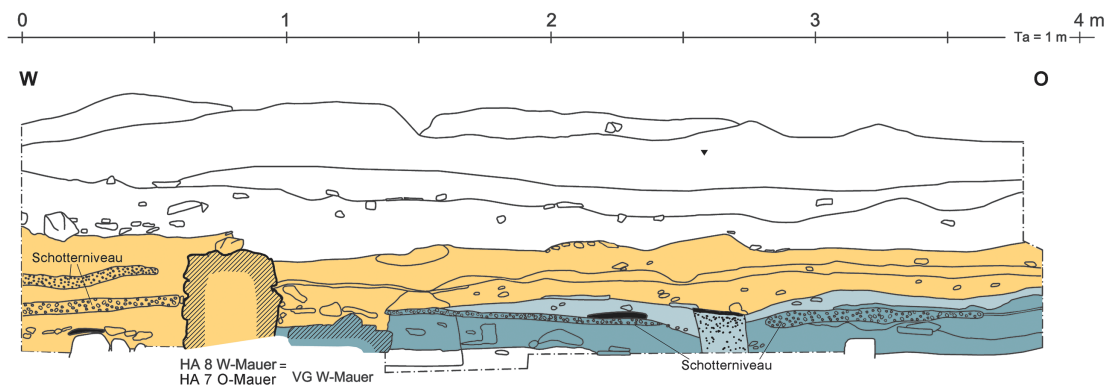 0 1 2 3 4 m
Ta = 1 m
W O
Schotterniveau
Schotterniveau
HA 8 W-Mauer =
HA 7 O-Mauer
VG W-Mauer